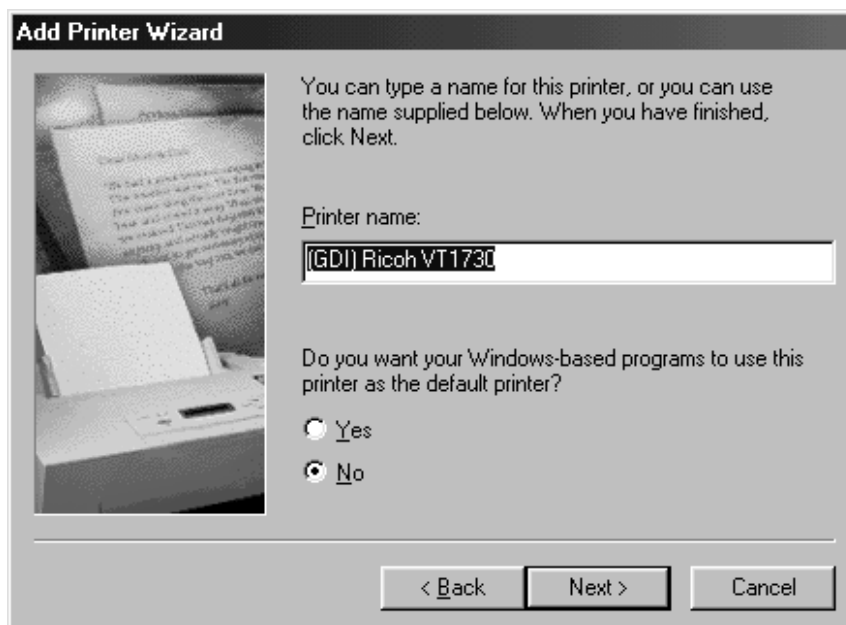 Add Printer Wizard
You can type a name for this printer, or you can use
the name supplied below. When you have finished,
click Next.
Printer name:
(GDI) Ricoh VT1730
Do you want your Windows-based programs to use this
printer as the default printer?
Yes
No
< Back
Next >
Cancel